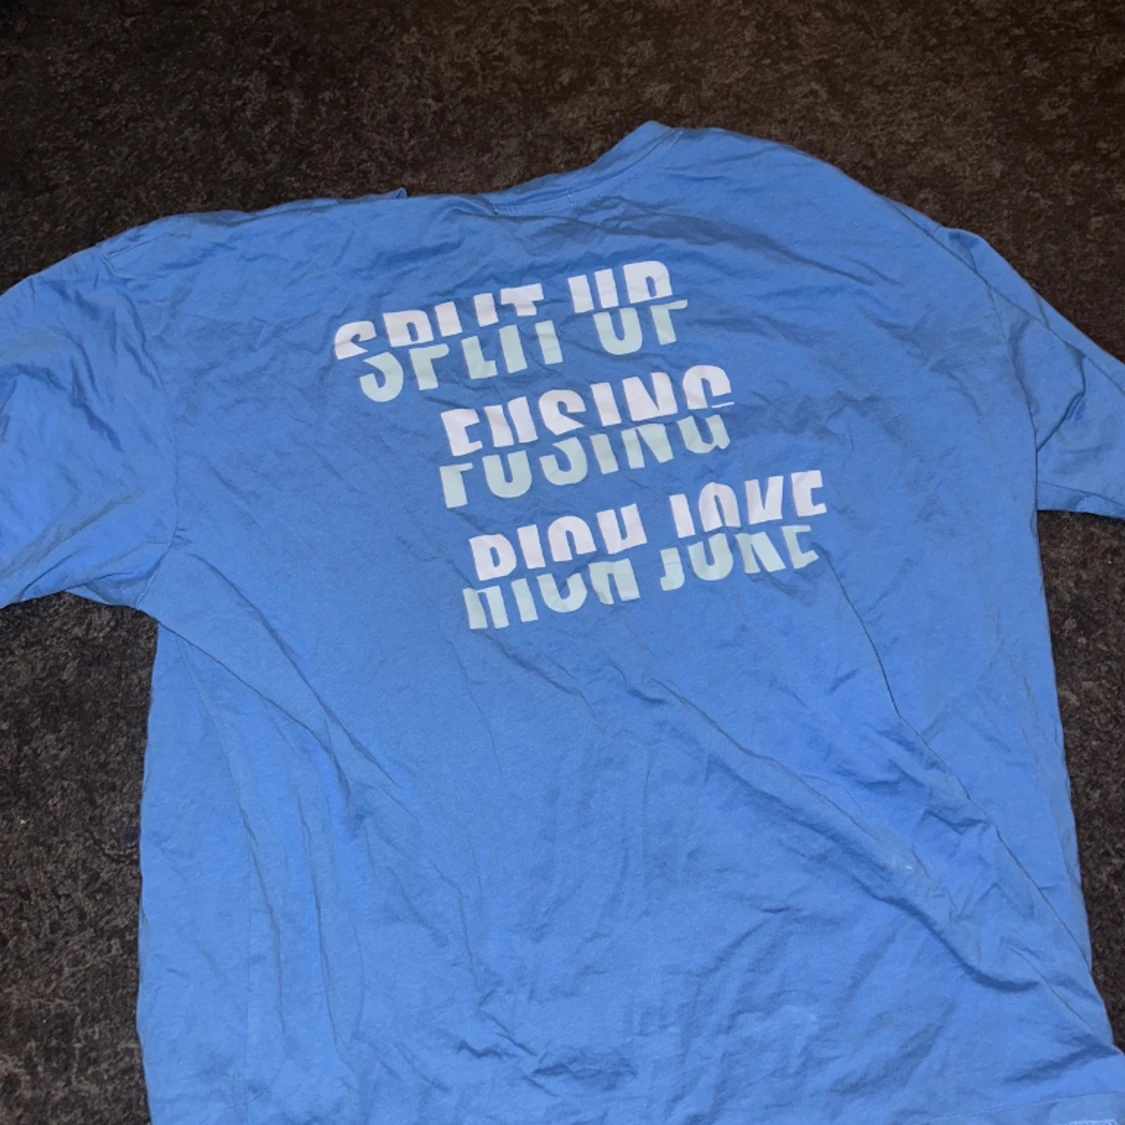 SPLIT UP
FUSING
RICH JOKE